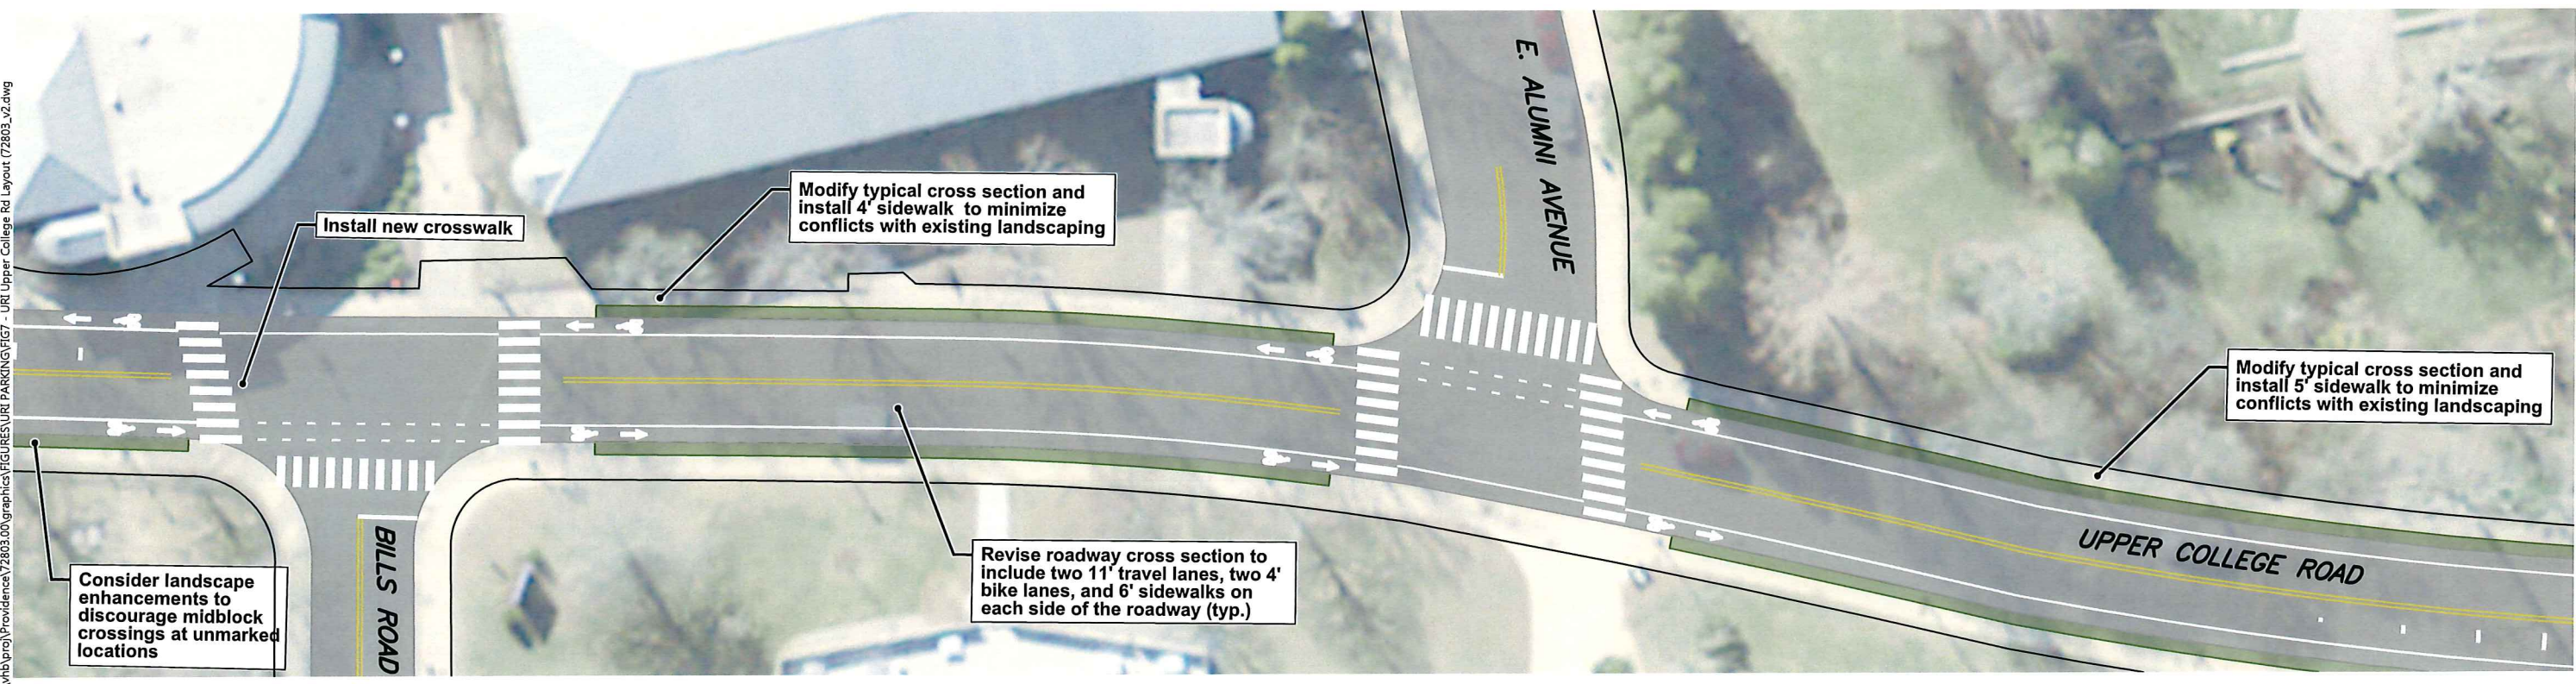 \vhb\proj\Providence\72803.00\graphics\FIGURES\URI PARKING\FIG7 - URI Upper College Rd Layout (72803_v2.dwg
Install new crosswalk
Modify typical cross section and
install 4' sidewalk to minimize
conflicts with existing landscaping
E. ALUMNI AVENUE
Modify typical cross section and
install 5' sidewalk to minimize
conflicts with existing landscaping
Consider landscape
enhancements to
discourage midblock
crossings at unmarked
locations
BILLS ROAD
Revise roadway cross section to
include two 11' travel lanes, two 4'
bike lanes, and 6' sidewalks on
each side of the roadway (typ.)
UPPER COLLEGE ROAD